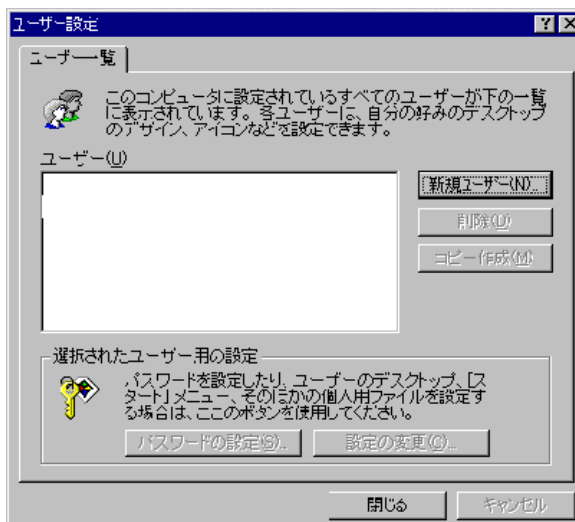 ユーザー設定
ユーザー一覧
このコンピュータに設定されているすべてのユーザーが下の一覧
に表示されています。各ユーザーは、自分の好みのデスクトップ
のデザイン、アイコンなどを設定できます。
ユーザー(U)
新規ユーザー(N)...
削除(D)
コピー作成(M)
選択されたユーザー用の設定
パスワードを設定したり、ユーザーのデスクトップ、[ス
タート] メニュー、そのほかの個人用ファイルを設定す
る場合は、ここのボタンを使用してください。
パスワードの設定(S)...
設定の変更(C)...
閉じる
キャンセル